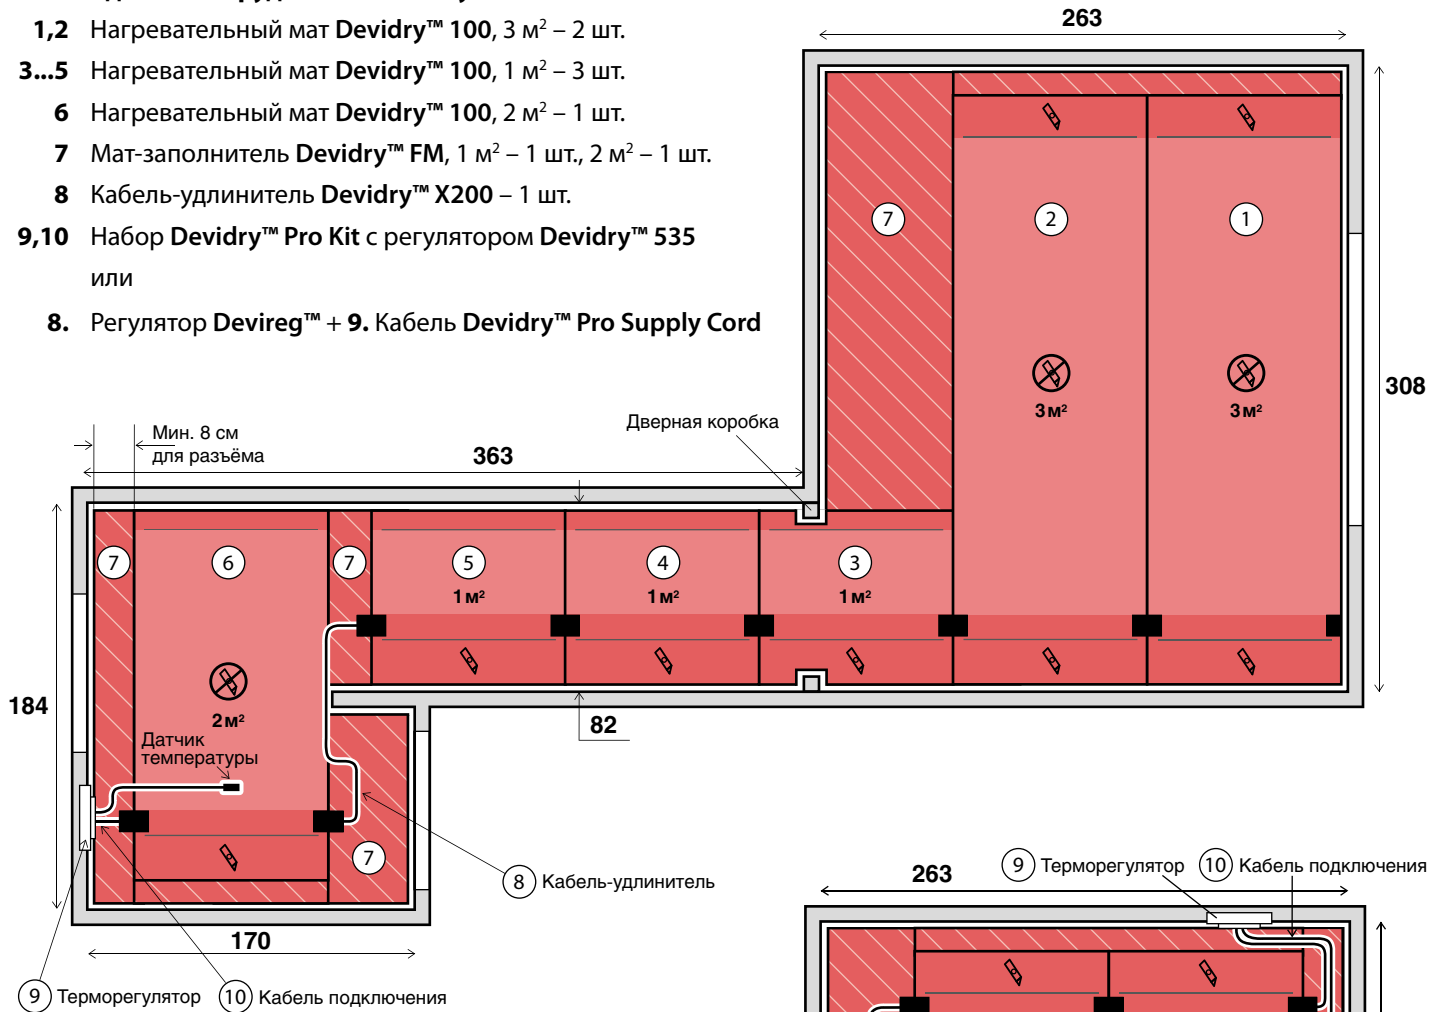 1,2 Нагревательный мат Devidry™ 100, 3 м² – 2 шт.
3...5 Нагревательный мат Devidry™ 100, 1 м² – 3 шт.
6 Нагревательный мат Devidry™ 100, 2 м² – 1 шт.
7 Мат-заполнитель Devidry™ FM, 1 м² – 1 шт., 2 м² – 1 шт.
8 Кабель-удлинитель Devidry™ X200 – 1 шт.
9,10 Набор Devidry™ Pro Kit с регулятором Devidry™ 535
или
8. Регулятор Devireg™ + 9. Кабель Devidry™ Pro Supply Cord
263
7
2
1
3 м²
3 м²
308
Дверная коробка
Мин. 8 см
для разъёма
363
7
6
7
5
4
3
1 м²
1 м²
1 м²
184
2 м²
82
Датчик
температуры
7
8 Кабель-удлинитель
170
9 Терморегулятор
10 Кабель подключения
263
9 Терморегулятор
10 Кабель подключения